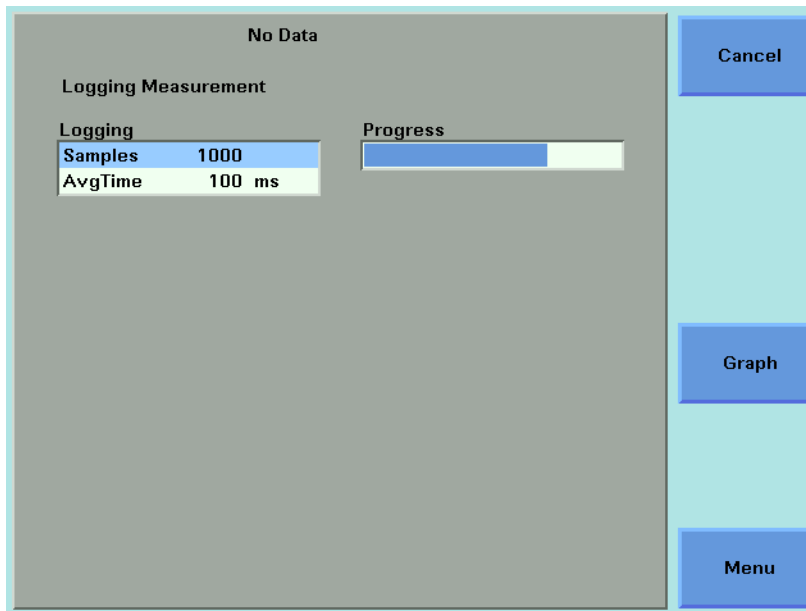 No Data
Cancel
Logging Measurement
Logging
Progress
Samples 1000
AvgTime 100 ms
Graph
Menu